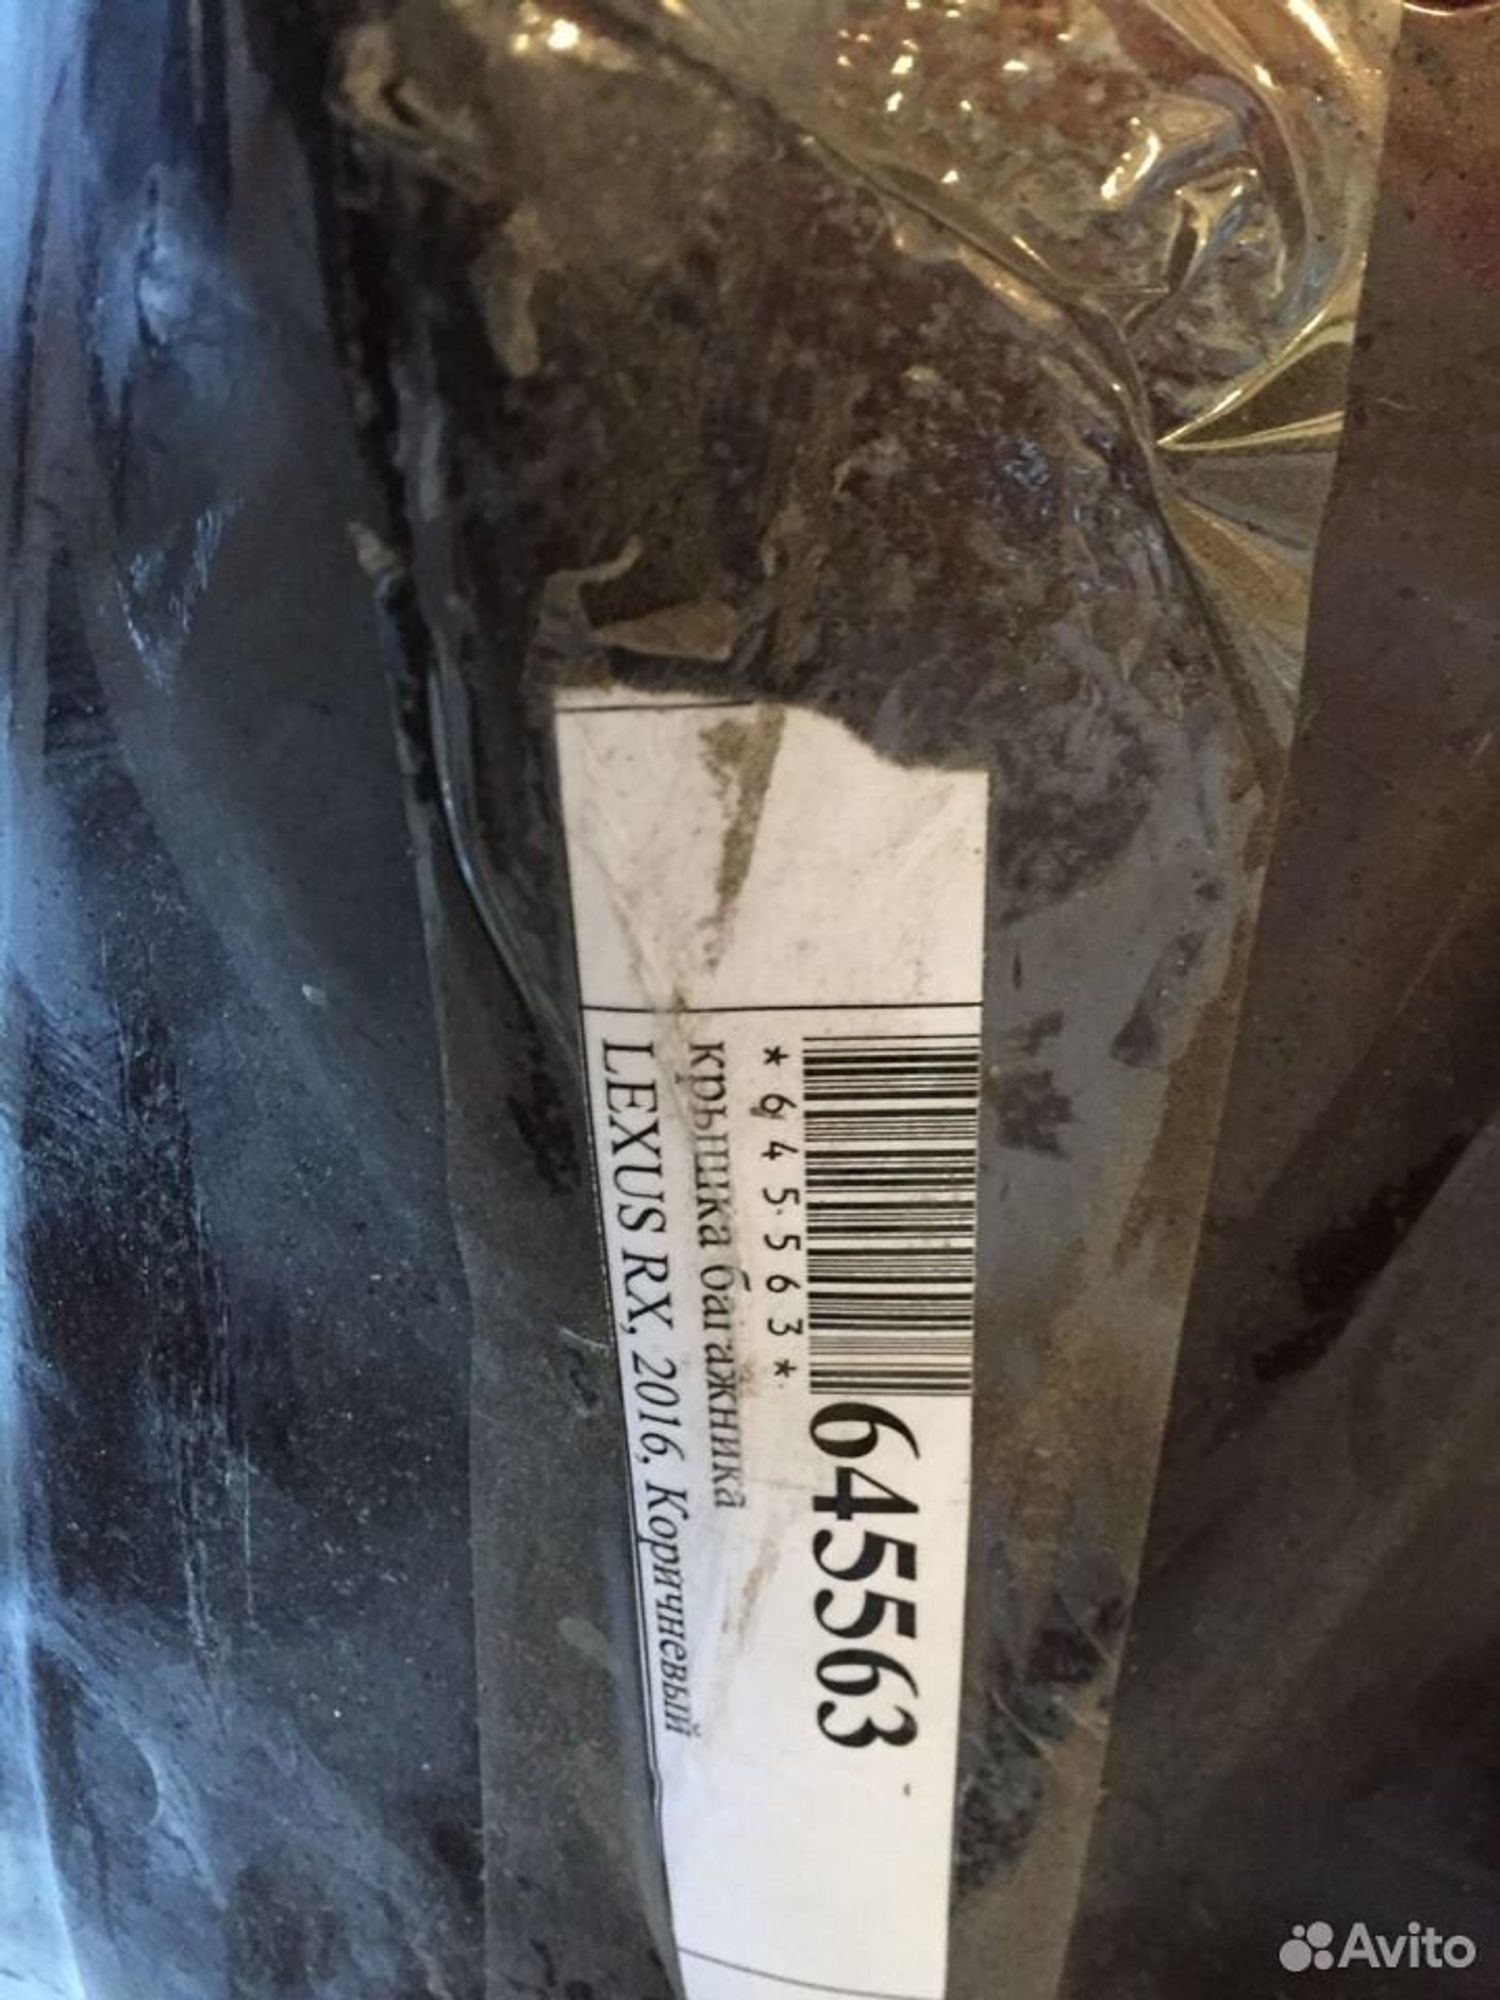 645563
*645563*
крышка багажника
LEXUS RX, 2016, Коричневый
Avito